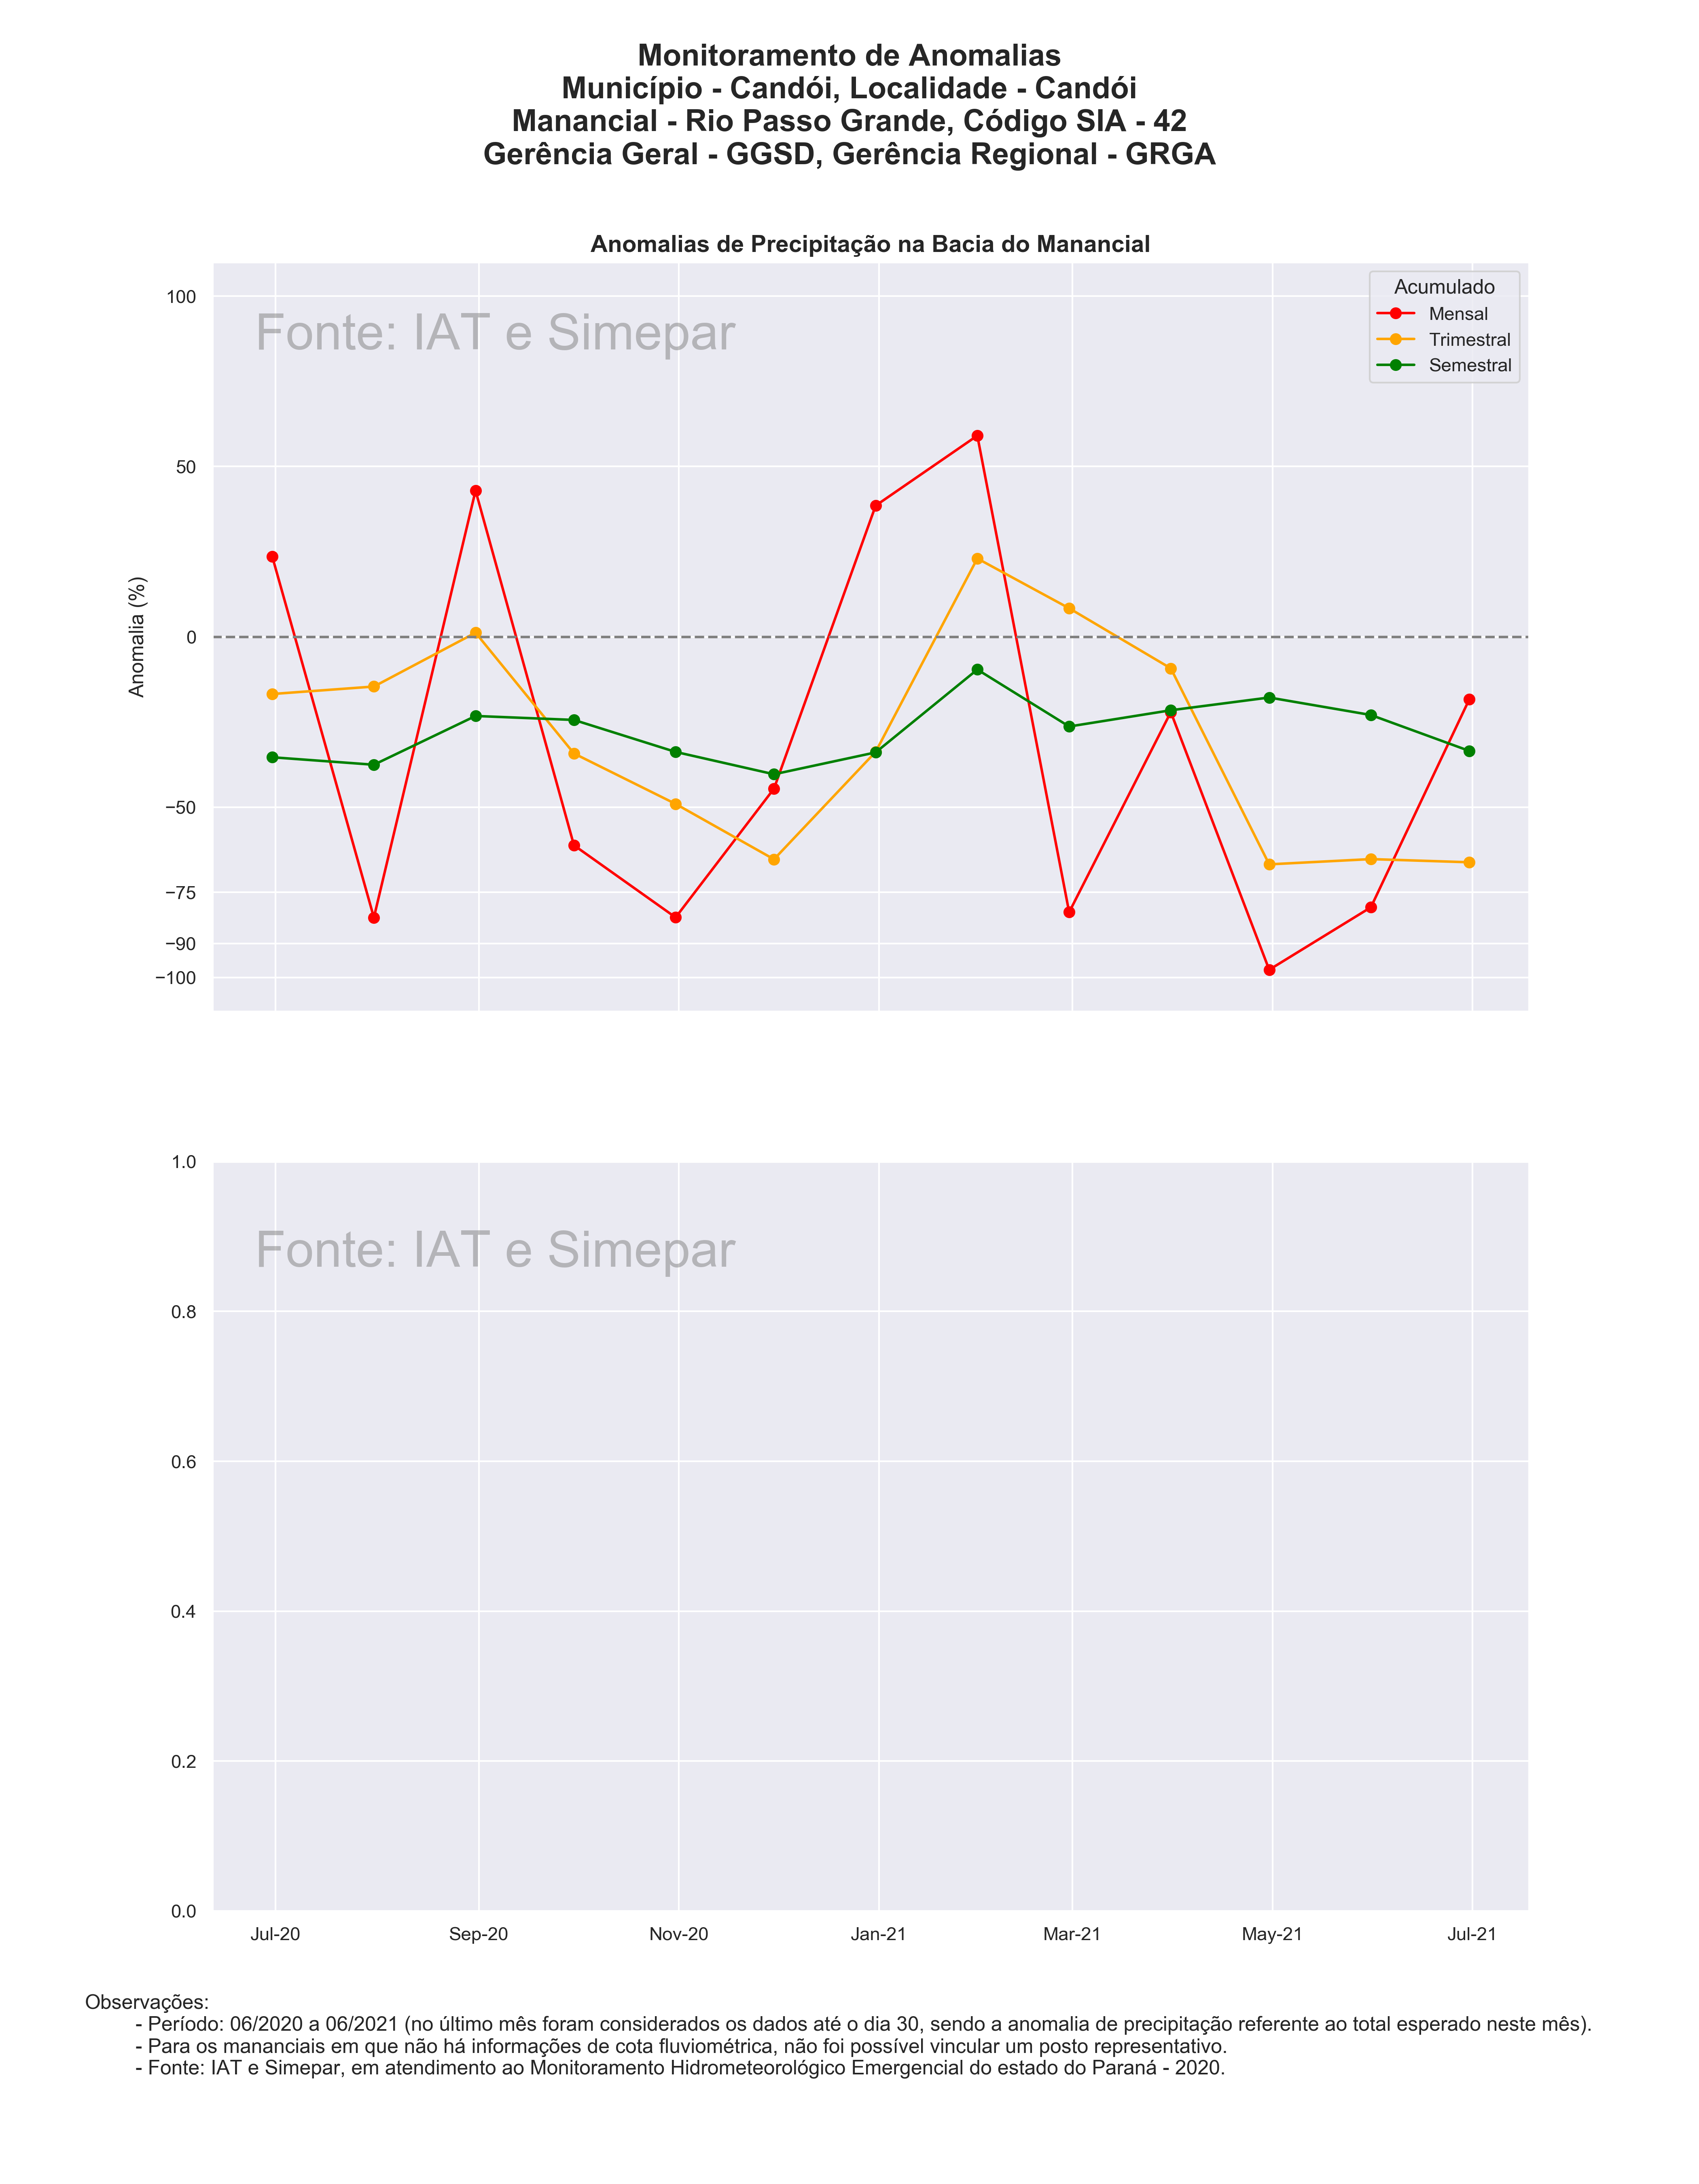 Monitoramento de Anomalias
Município - Candói, Localidade - Candói
Manancial - Rio Passo Grande, Código SIA - 42
Gerência Geral - GGSD, Gerência Regional - GRGA
Anomalias de Precipitação na Bacia do Manancial
Fonte: IAT e Simepar
Acumulado
Mensal
Trimestral
Semestral
Anomalia (%)
100
50
0
−50
−75
−90
−100
Fonte: IAT e Simepar
1.0
0.8
0.6
0.4
0.2
0.0
Jul-20 Sep-20 Nov-20 Jan-21 Mar-21 May-21 Jul-21
Observações:
- Período: 06/2020 a 06/2021 (no último mês foram considerados os dados até o dia 30, sendo a anomalia de precipitação referente ao total esperado neste mês).
- Para os mananciais em que não há informações de cota fluviométrica, não foi possível vincular um posto representativo.
- Fonte: IAT e Simepar, em atendimento ao Monitoramento Hidrometeorológico Emergencial do estado do Paraná - 2020.